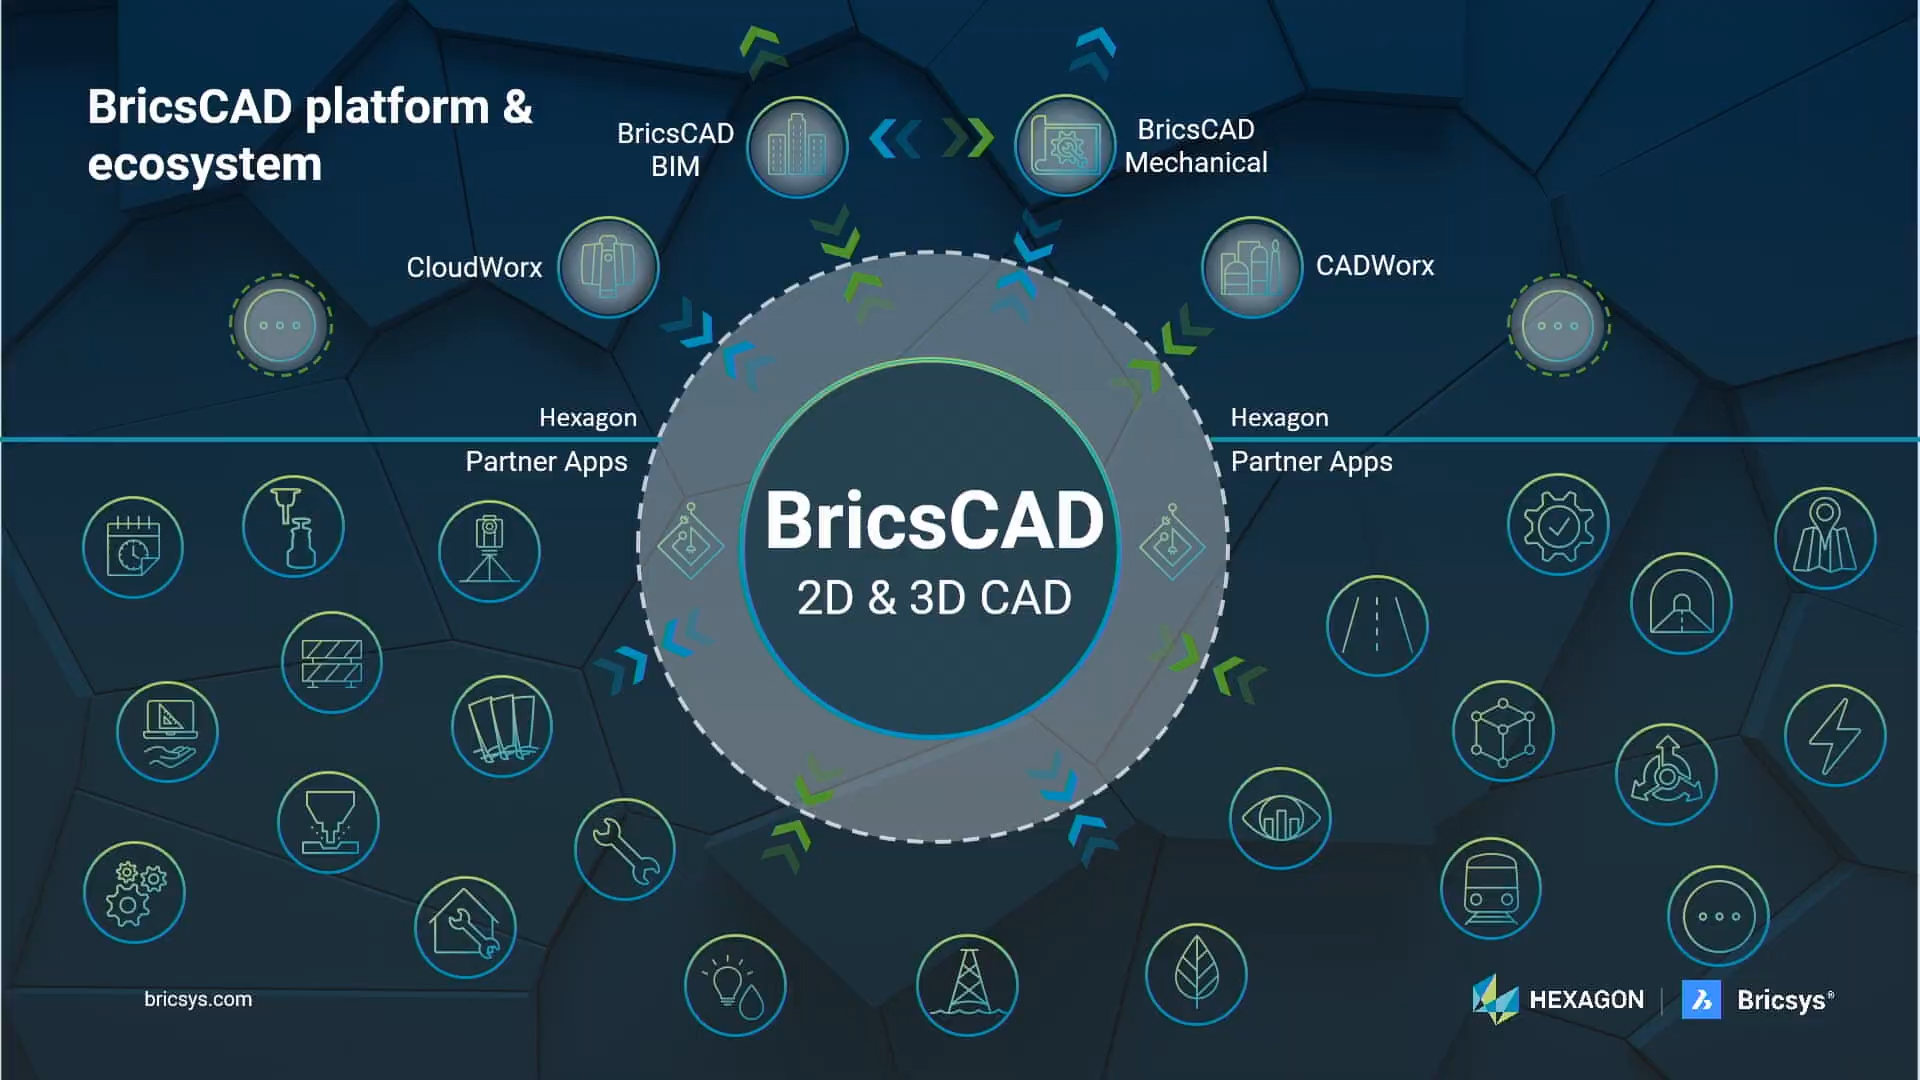 BricsCAD platform &
ecosystem
BricsCAD
BIM
BricsCAD
Mechanical
CloudWorx
CADWorx
Hexagon
Hexagon
Partner Apps
Partner Apps
BricsCAD
2D & 3D CAD
bricsys.com
HEXAGON | Bricsys®